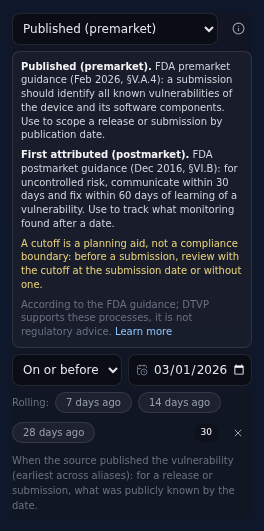 Published (premarket)
Published (premarket). FDA premarket
guidance (Feb 2026, §V.A.4): a submission
should identify all known vulnerabilities of
the device and its software components.
Use to scope a release or submission by
publication date.
First attributed (postmarket). FDA
postmarket guidance (Dec 2016, §VI.B): for
uncontrolled risk, communicate within 30
days and fix within 60 days of learning of a
vulnerability. Use to track what monitoring
found after a date.
A cutoff is a planning aid, not a compliance
boundary: before a submission, review with
the cutoff at the submission date or without
one.
According to the FDA guidance; DTVP
supports these processes, it is not
regulatory advice. Learn more
On or before 03/01/2026
Rolling: 7 days ago 14 days ago
28 days ago 30
When the source published the vulnerability
(earliest across aliases): for a release or
submission, what was publicly known by the
date.